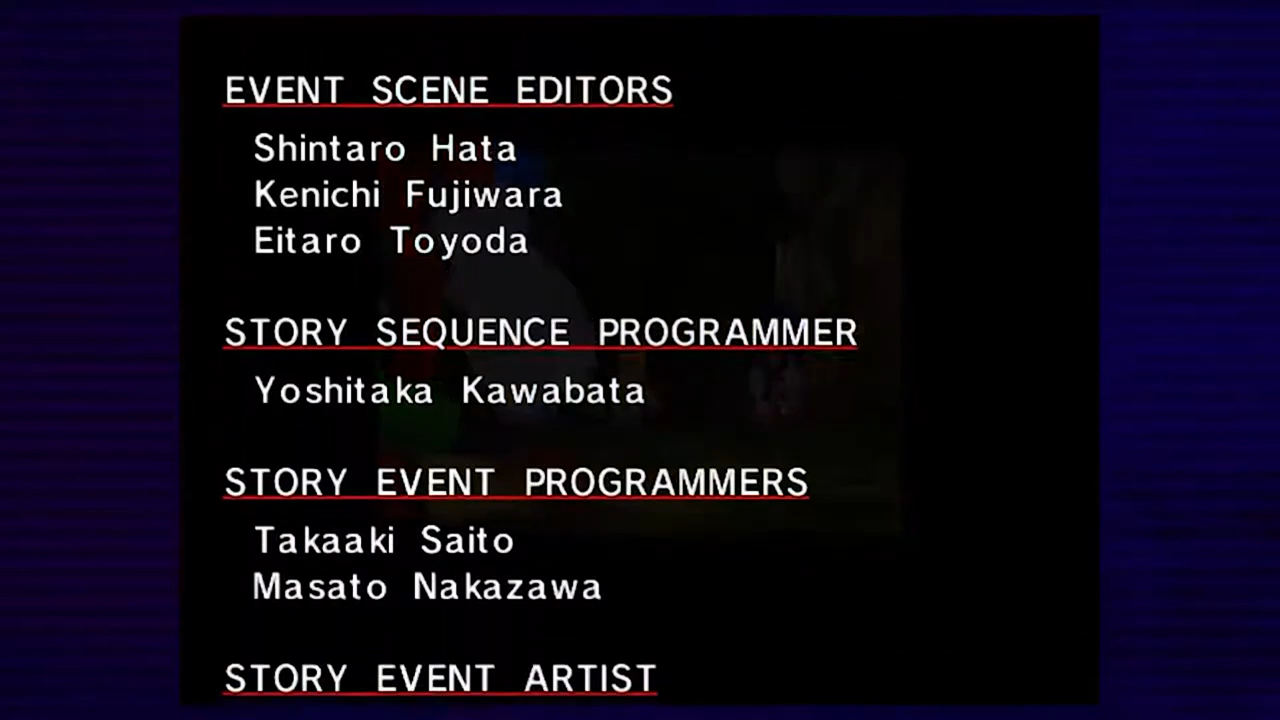 EVENT SCENE EDITORS
Shintaro Hata
Kenichi Fujiwara
Eitaro Toyoda
STORY SEQUENCE PROGRAMMER
Yoshitaka Kawabata
STORY EVENT PROGRAMMERS
Takaaki Saito
Masato Nakazawa
STORY EVENT ARTIST